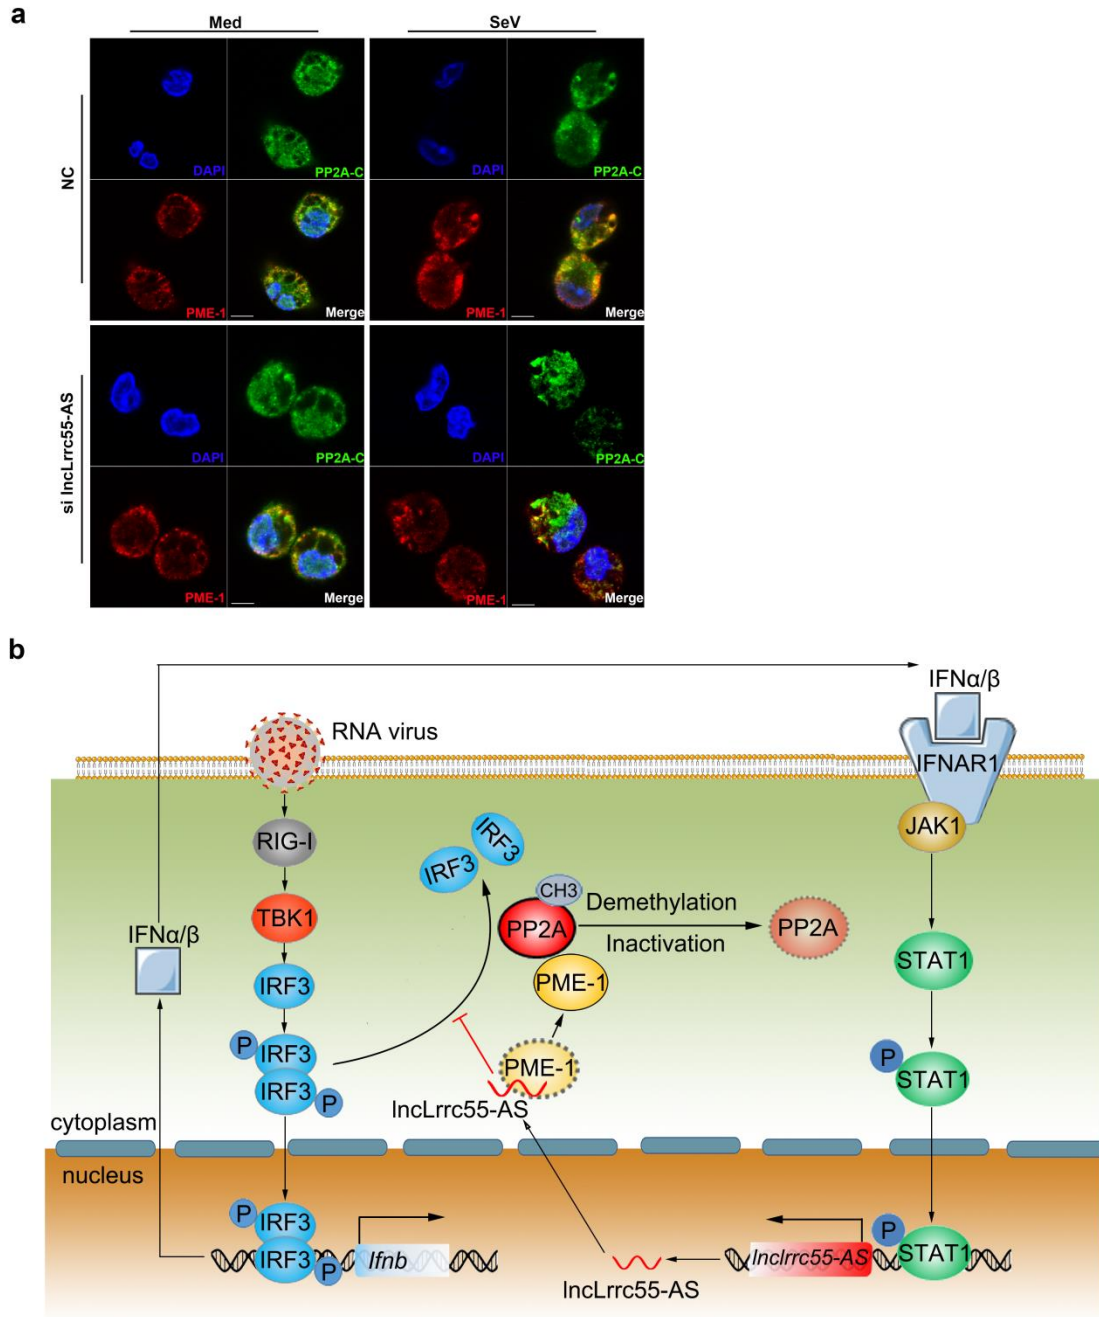 a
Med
SeV
NC
DAPI
PP2A-C
DAPI
PP2A-C
PME-1
Merge
PME-1
Merge
si lncLrrc55-AS
DAPI
PP2A-C
DAPI
PP2A-C
PME-1
Merge
PME-1
Merge
b
IFNα/β
RNA virus
IFNAR1
JAK1
RIG-I
IRF3
IRF3
CH3
TBK1
PP2A
Demethylation
Inactivation
PP2A
IFNα/β
STAT1
IRF3
PME-1
P
IRF3
IRF3
P
PME-1
P
STAT1
lncLrrc55-AS
cytoplasm
nucleus
P
IRF3
IRF3
P
Ifnb
lnclrrc55-AS
P
STAT1
lncLrrc55-AS